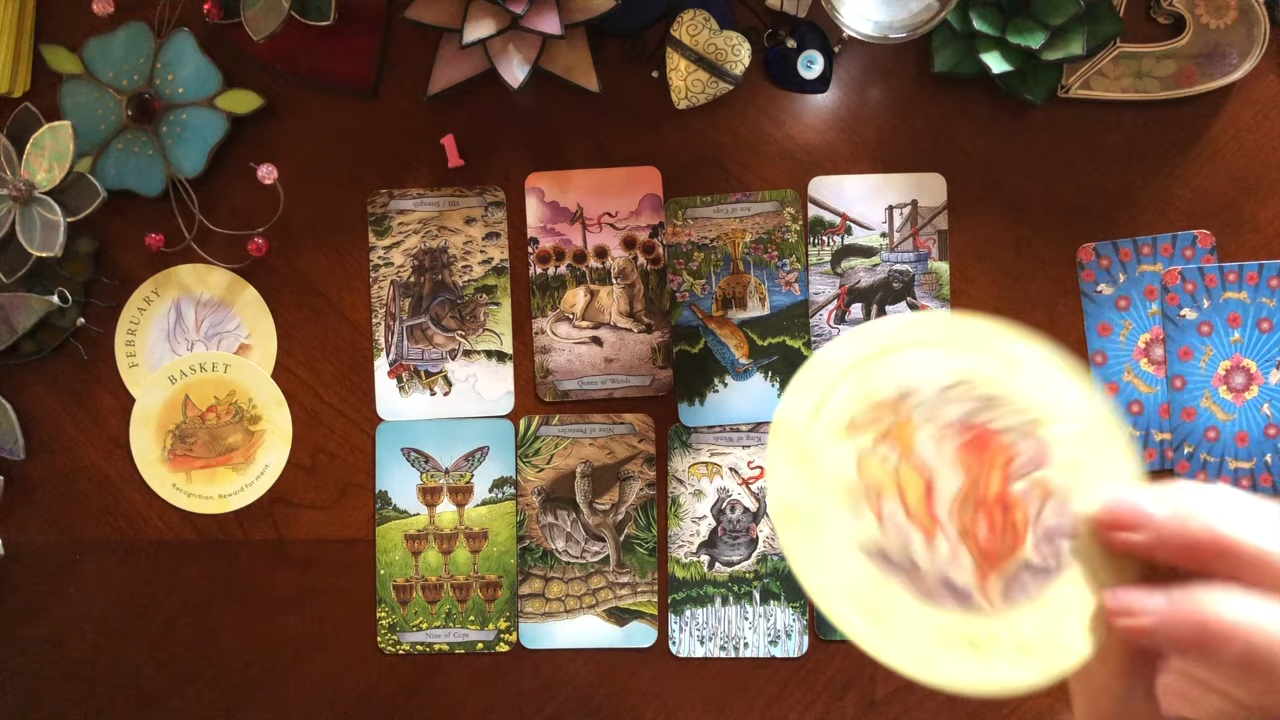 1
VIII / Strength
Queen of Wands
Ace of Cups
FEBRUARY
BASKET
Recognition. Reward for merit.
Nine of Cups
Nine of Pentacles
King of Wands